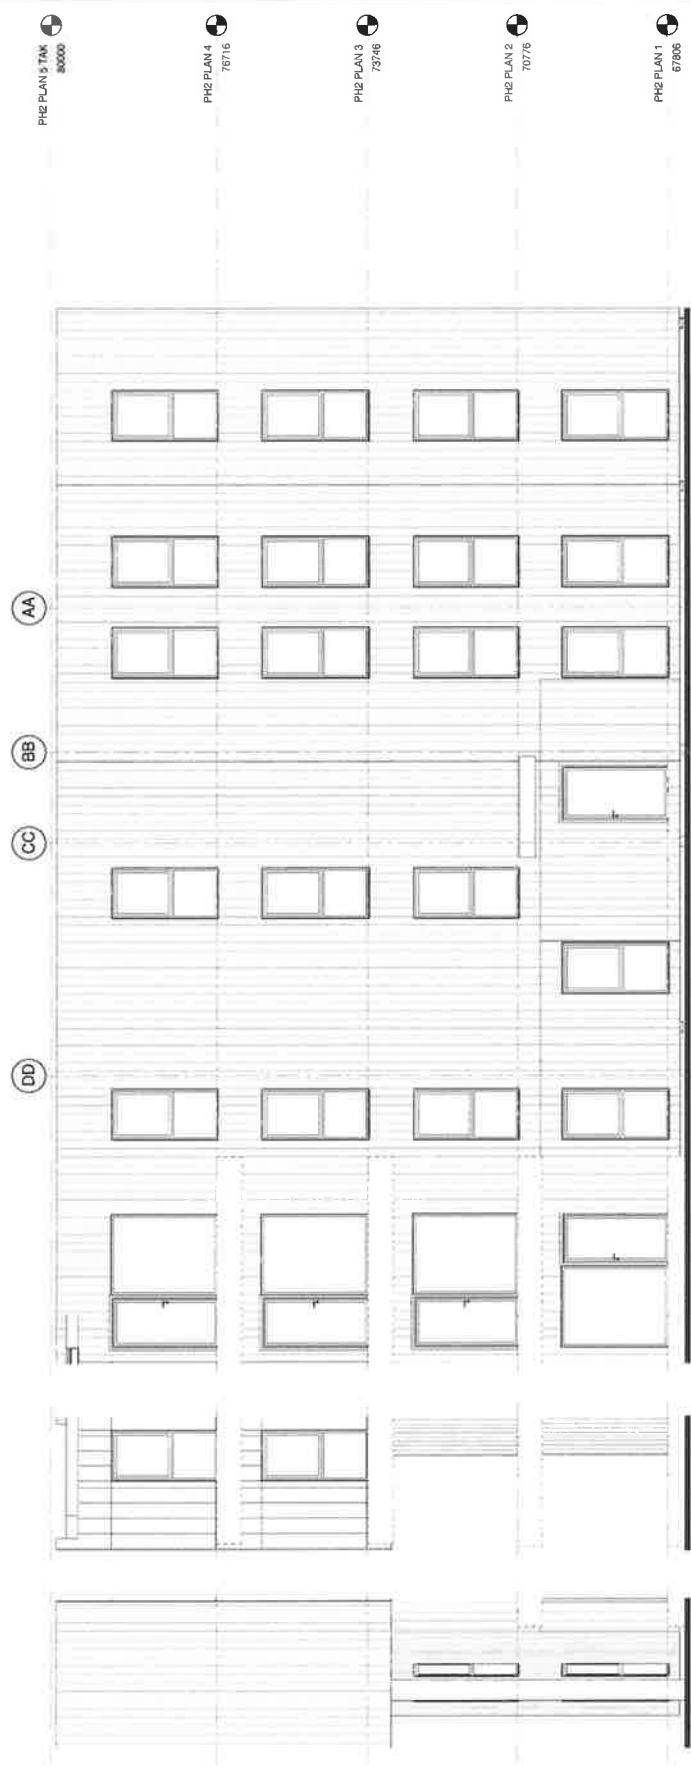 PH2 PLAN 5 TAK
80000
PH2 PLAN 4
76716
PH2 PLAN 3
73746
PH2 PLAN 2
70776
PH2 PLAN 1
67806
AA
BB
CC
DD